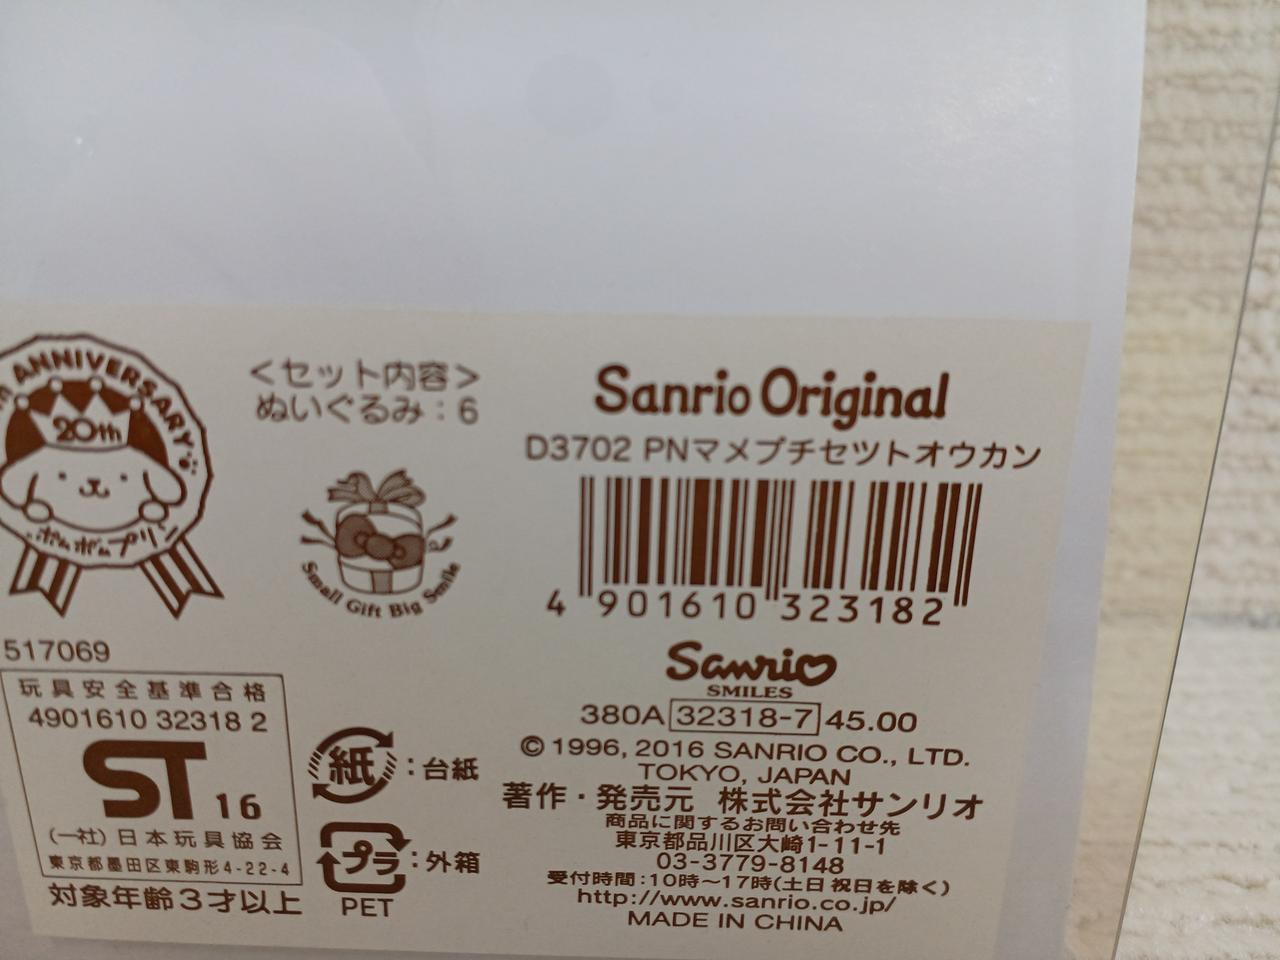 ANNIVERSARY
20th
ポムポムプリン
<セット内容>
ぬいぐるみ:6
Small Gift Big Smile
Sanrio Original
D3702 PNマメプチセツトオウカン
4 901610 323182
Sanrio
SMILES
380A 32318-7 45.00
© 1996, 2016 SANRIO CO., LTD.
TOKYO, JAPAN
著作・発売元 株式会社サンリオ
商品に関するお問い合わせ先
東京都品川区大崎1-11-1
03-3779-8148
受付時間:10時〜17時(土日祝日を除く)
http://www.sanrio.co.jp/
MADE IN CHINA
517069
玩具安全基準合格
4901610 32318 2
ST 16
(一社)日本玩具協会
東京都墨田区東駒形4-22-4
対象年齢3才以上
紙:台紙
プラ:外箱
PET